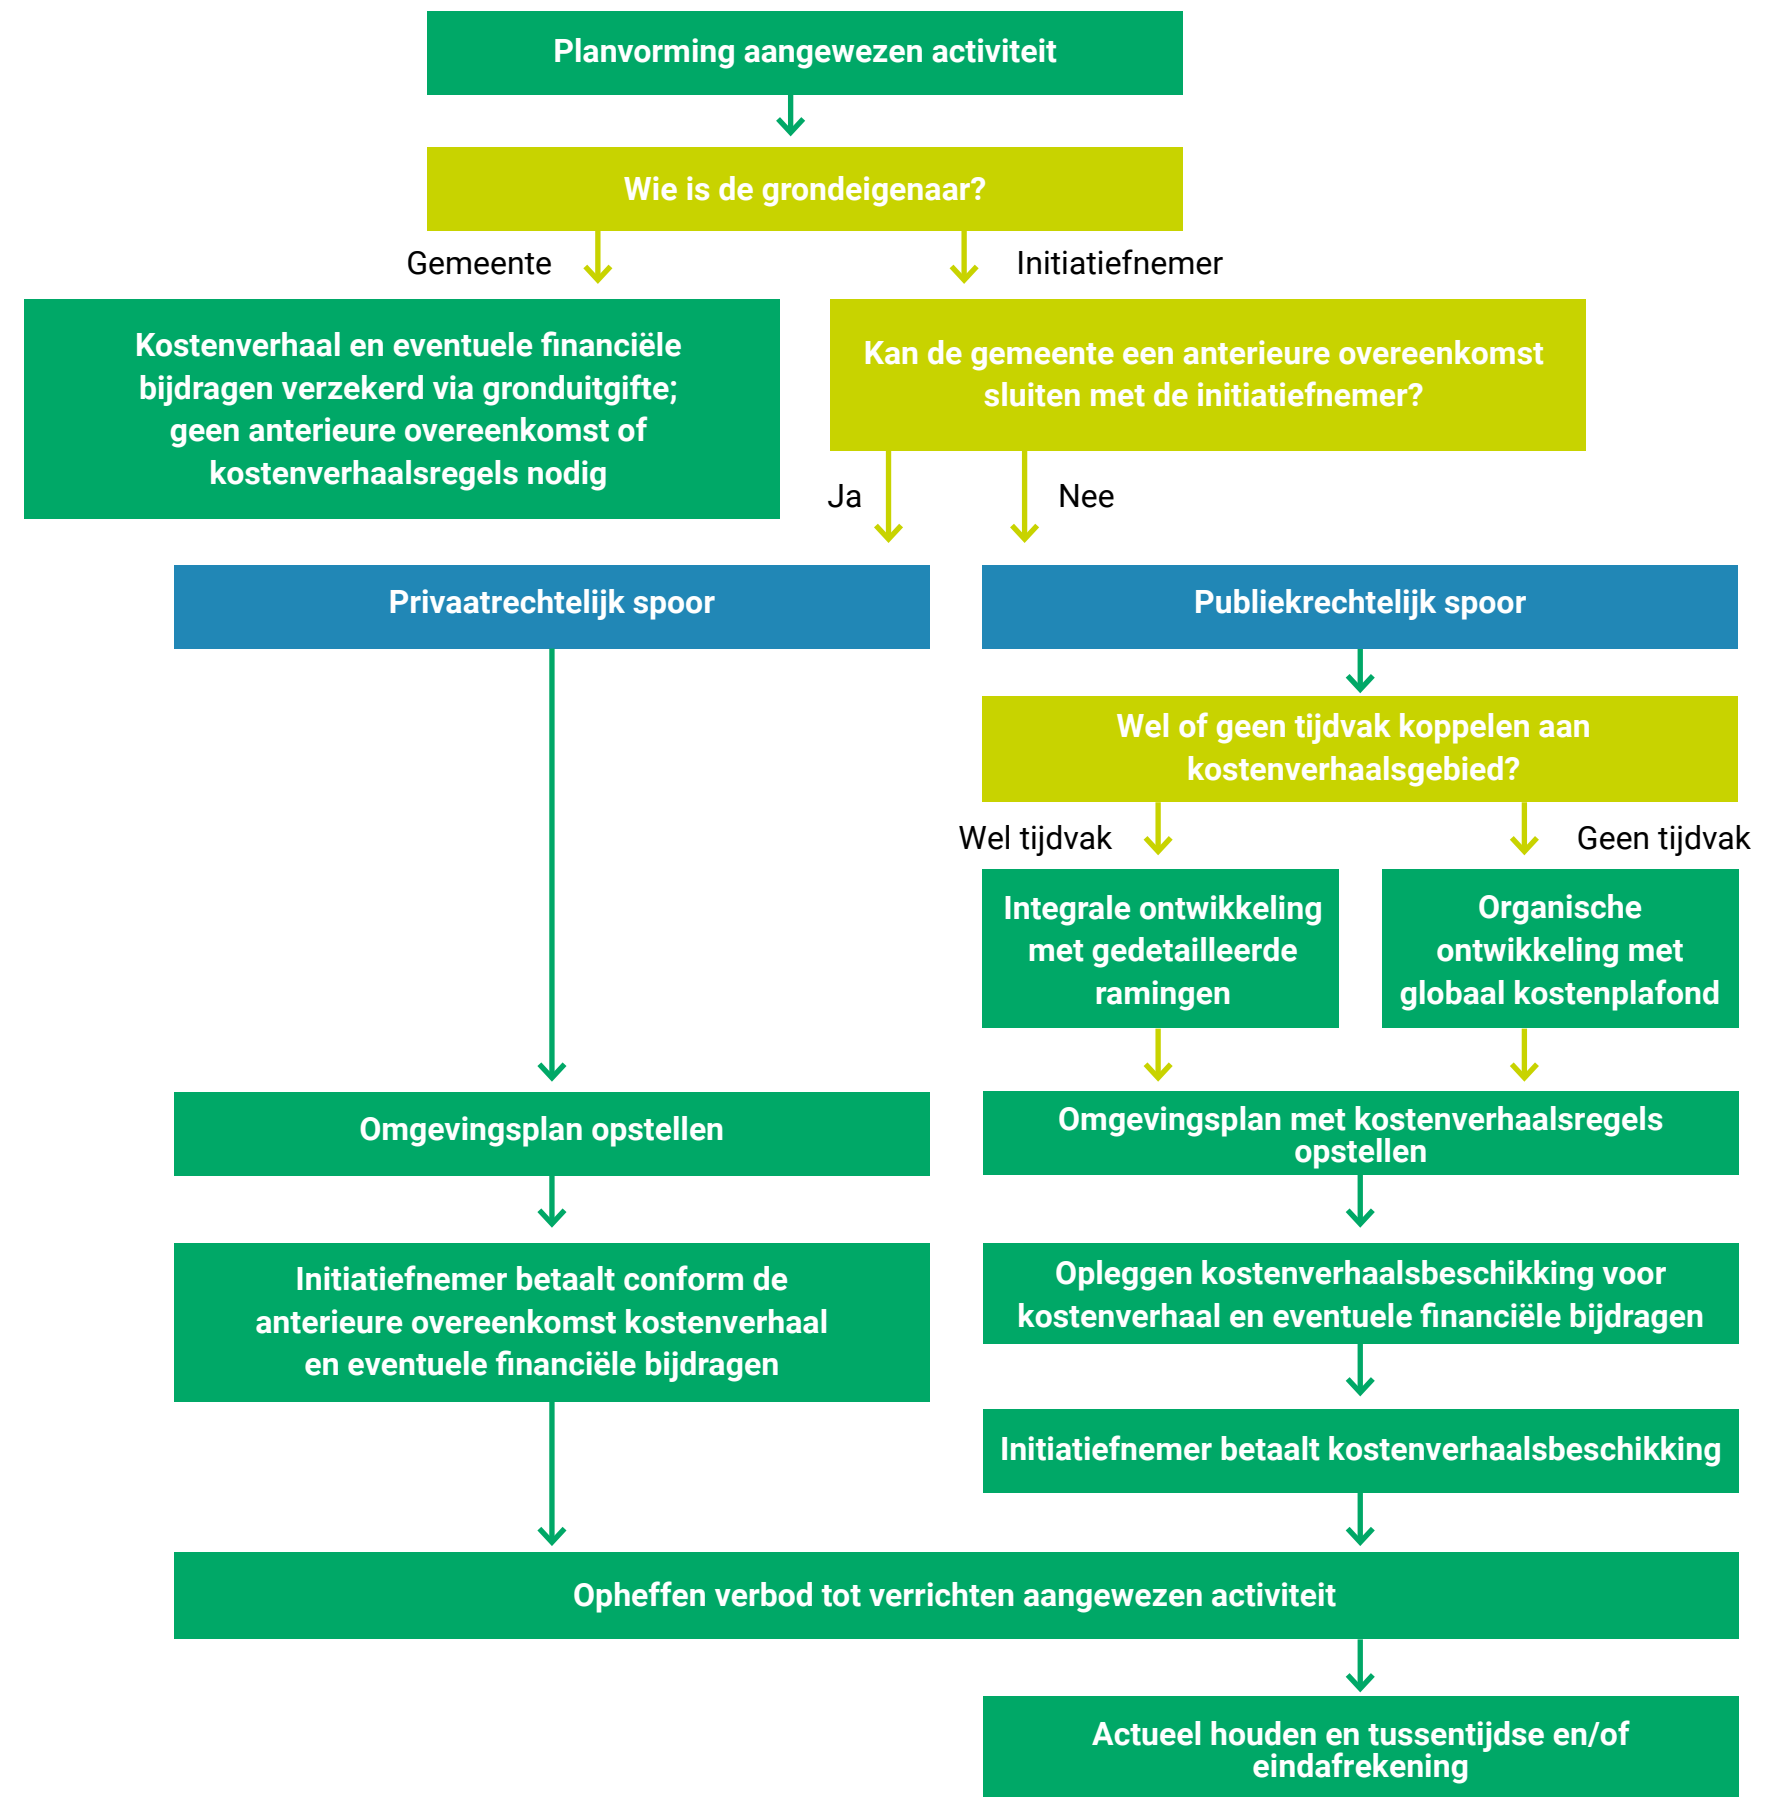 Planvorming aangewezen activiteit
Wie is de grondeigenaar?
Gemeente
Initiatiefnemer
Kostenverhaal en eventuele financiële
bijdragen verzekerd via gronduitgifte;
geen anterieure overeenkomst of
kostenverhaalsregels nodig
Kan de gemeente een anterieure overeenkomst
sluiten met de initiatiefnemer?
Ja
Nee
Privaatrechtelijk spoor
Publiekrechtelijk spoor
Wel of geen tijdvak koppelen aan
kostenverhaalsgebied?
Wel tijdvak
Geen tijdvak
Integrale ontwikkeling
met gedetailleerde
ramingen
Organische
ontwikkeling met
globaal kostenplafond
Omgevingsplan opstellen
Omgevingsplan met kostenverhaalsregels
opstellen
Initiatiefnemer betaalt conform de
anterieure overeenkomst kostenverhaal
en eventuele financiële bijdragen
Opleggen kostenverhaalsbeschikking voor
kostenverhaal en eventuele financiële bijdragen
Initiatiefnemer betaalt kostenverhaalsbeschikking
Opheffen verbod tot verrichten aangewezen activiteit
Actueel houden en tussentijdse en/of
eindafrekening